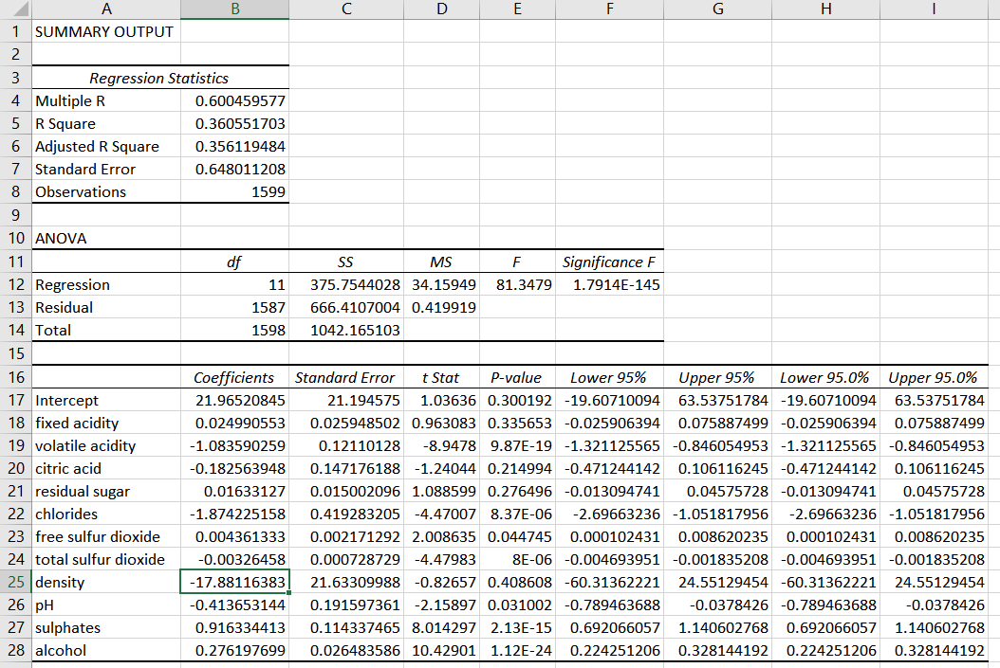 A B C D E F G H I
1 SUMMARY OUTPUT
2
3 Regression Statistics
4 Multiple R 0.600459577
5 R Square 0.360551703
6 Adjusted R Square 0.356119484
7 Standard Error 0.648011208
8 Observations 1599
9
10 ANOVA
11 df SS MS F Significance F
12 Regression 11 375.7544028 34.15949 81.3479 1.7914E-145
13 Residual 1587 666.4107004 0.419919
14 Total 1598 1042.165103
15
16 Coefficients Standard Error t Stat P-value Lower 95% Upper 95% Lower 95.0% Upper 95.0%
17 Intercept 21.96520845 21.194575 1.03636 0.300192 -19.60710094 63.53751784 -19.60710094 63.53751784
18 fixed acidity 0.024990553 0.025948502 0.963083 0.335653 -0.025906394 0.075887499 -0.025906394 0.075887499
19 volatile acidity -1.083590259 0.12110128 -8.9478 9.87E-19 -1.321125565 -0.846054953 -1.321125565 -0.846054953
20 citric acid -0.182563948 0.147176188 -1.24044 0.214994 -0.471244142 0.106116245 -0.471244142 0.106116245
21 residual sugar 0.01633127 0.015002096 1.088599 0.276496 -0.013094741 0.04575728 -0.013094741 0.04575728
22 chlorides -1.874225158 0.419283205 -4.47007 8.37E-06 -2.69663236 -1.051817956 -2.69663236 -1.051817956
23 free sulfur dioxide 0.004361333 0.002171292 2.008635 0.044745 0.000102431 0.008620235 0.000102431 0.008620235
24 total sulfur dioxide -0.00326458 0.000728729 -4.47983 8E-06 -0.004693951 -0.001835208 -0.004693951 -0.001835208
25 density -17.88116383 21.63309988 -0.82657 0.408608 -60.31362221 24.55129454 -60.31362221 24.55129454
26 pH -0.413653144 0.191597361 -2.15897 0.031002 -0.789463688 -0.0378426 -0.789463688 -0.0378426
27 sulphates 0.916334413 0.114337465 8.014297 2.13E-15 0.692066057 1.140602768 0.692066057 1.140602768
28 alcohol 0.276197699 0.026483586 10.42901 1.12E-24 0.224251206 0.328144192 0.224251206 0.328144192